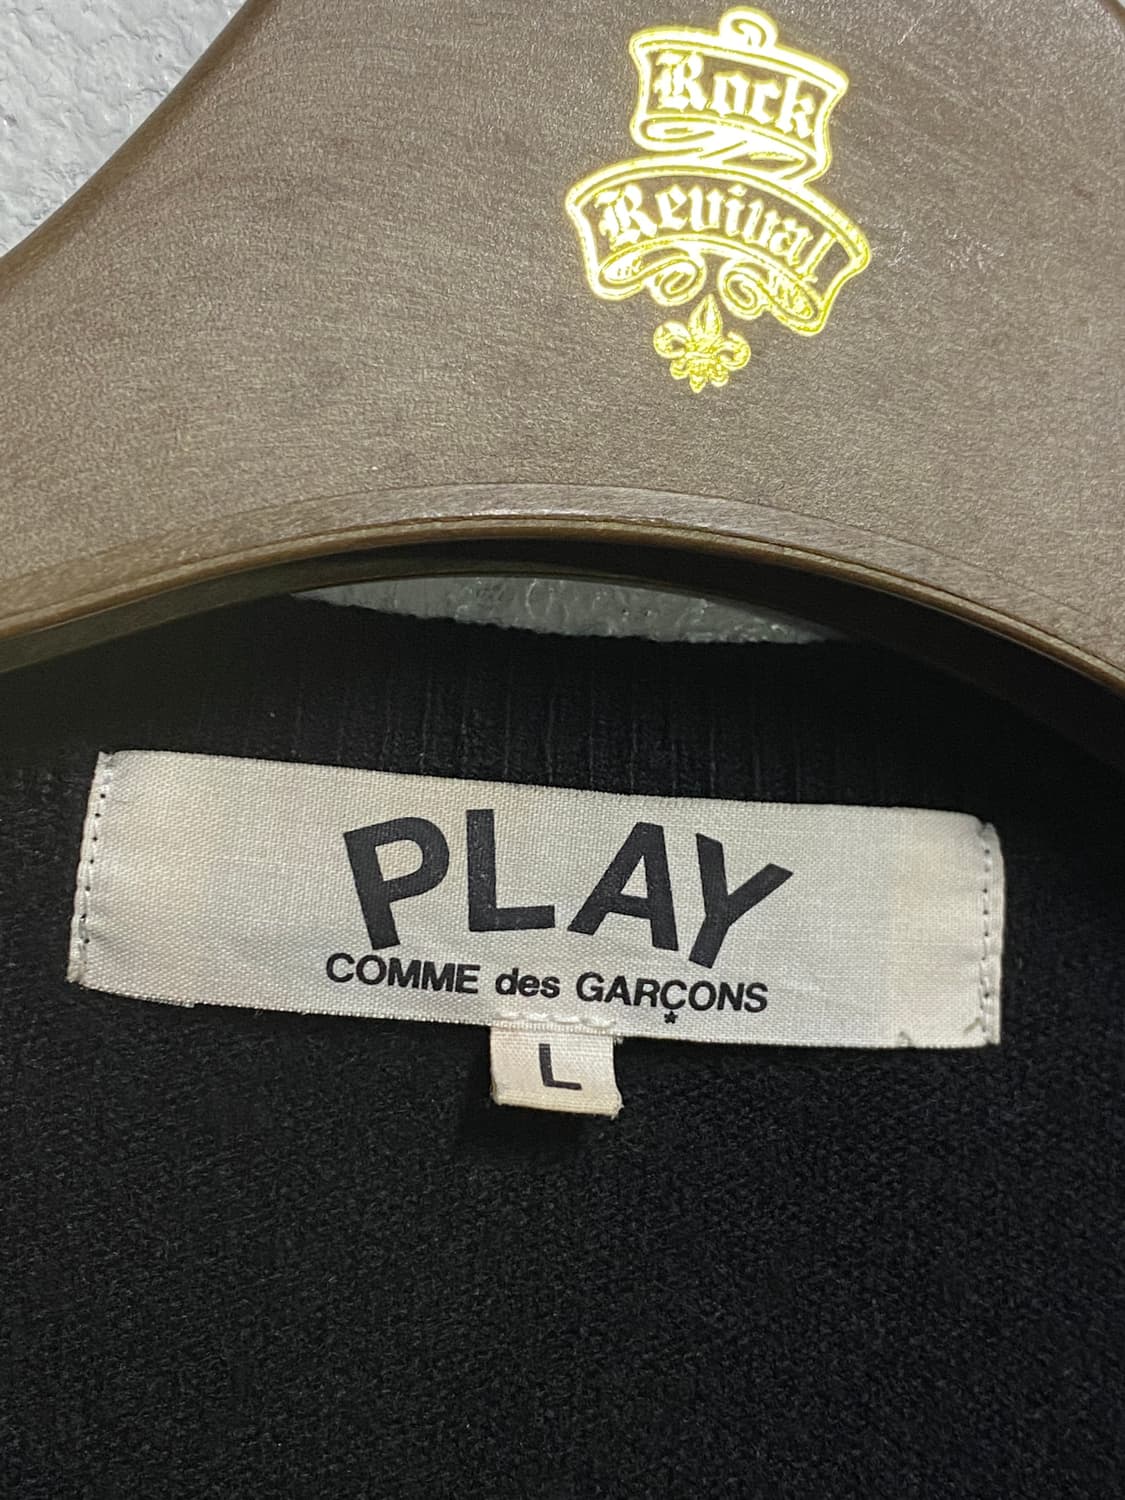 Rock
Revival
PLAY
COMME des GARÇONS
*
L